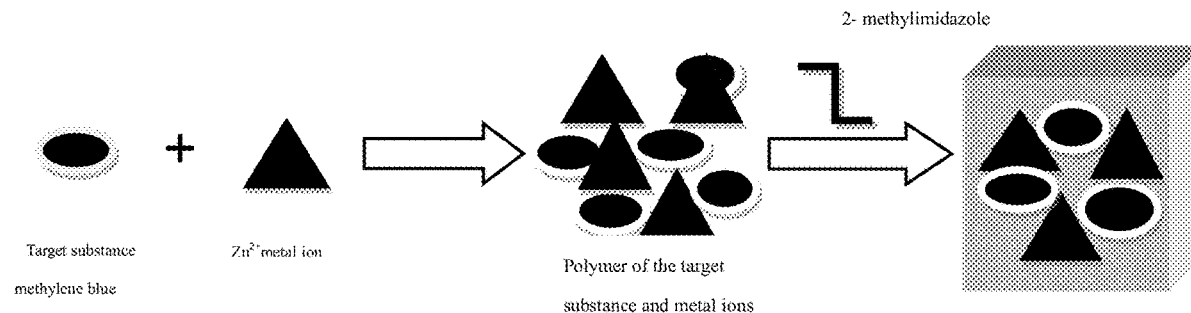 2- methylimidazole
+
Target substance
methylene blue
Zn²⁺metal ion
Polymer of the target
substance and metal ions